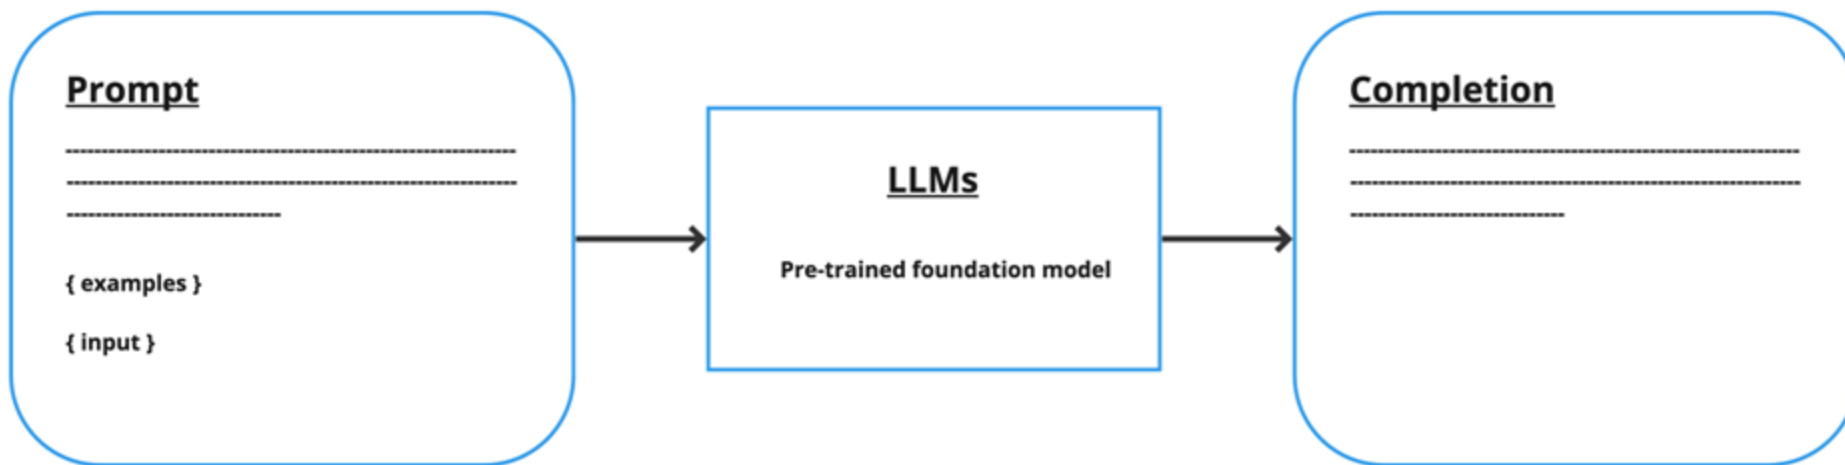 Prompt
{ examples }
{ input }
LLMs
Pre-trained foundation model
Completion